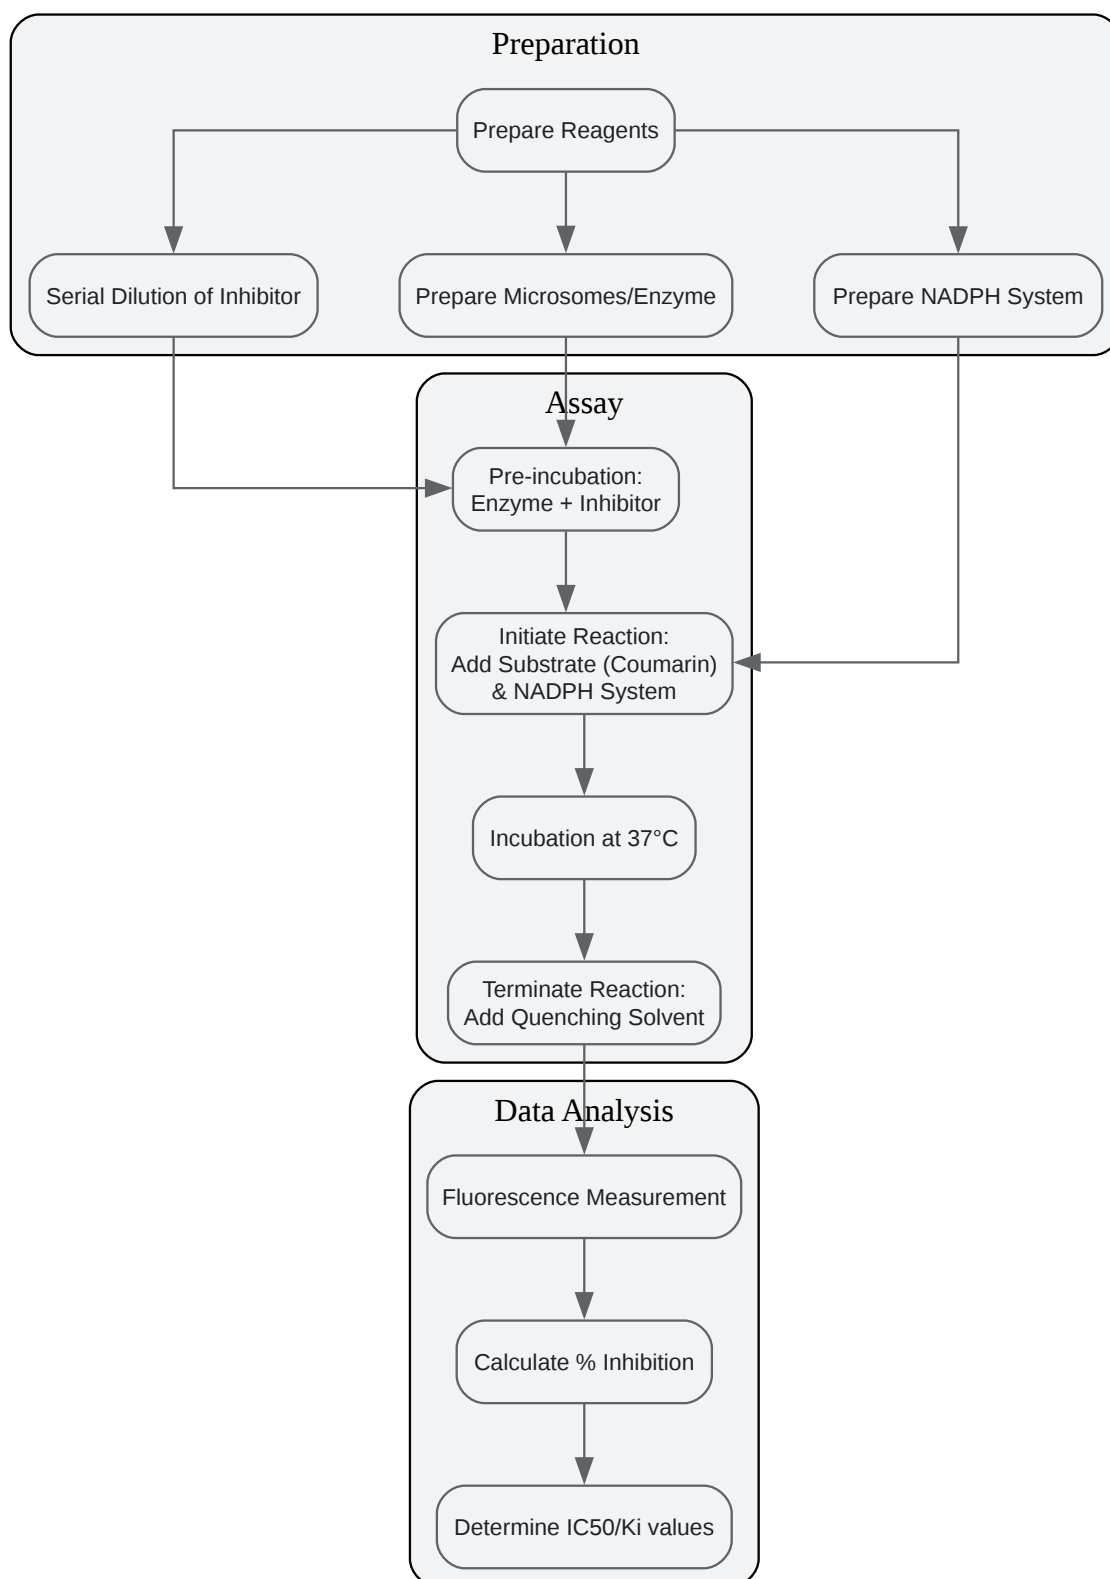 Preparation
Prepare Reagents
Serial Dilution of Inhibitor
Prepare Microsomes/Enzyme
Prepare NADPH System
Assay
Pre-incubation:
Enzyme + Inhibitor
Initiate Reaction:
Add Substrate (Coumarin)
& NADPH System
Incubation at 37°C
Terminate Reaction:
Add Quenching Solvent
Data Analysis
Fluorescence Measurement
Calculate % Inhibition
Determine IC50/Ki values